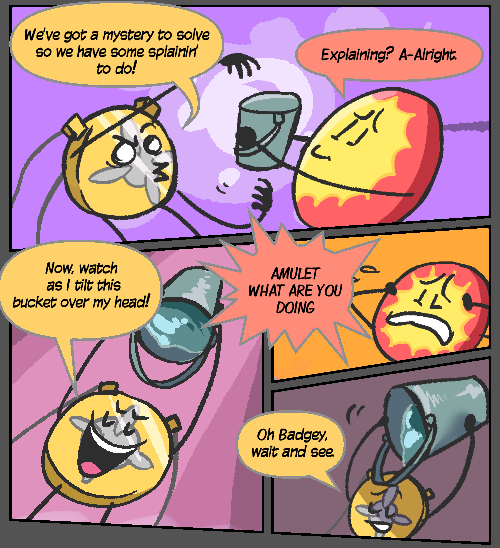 We've got a mystery to solve
so we have some splainin'
to do!
Explaining? A-Alright.
Now, watch
as I tilt this
bucket over my head!
AMULET
WHAT ARE YOU
DOING
Oh Badgey,
wait and see.